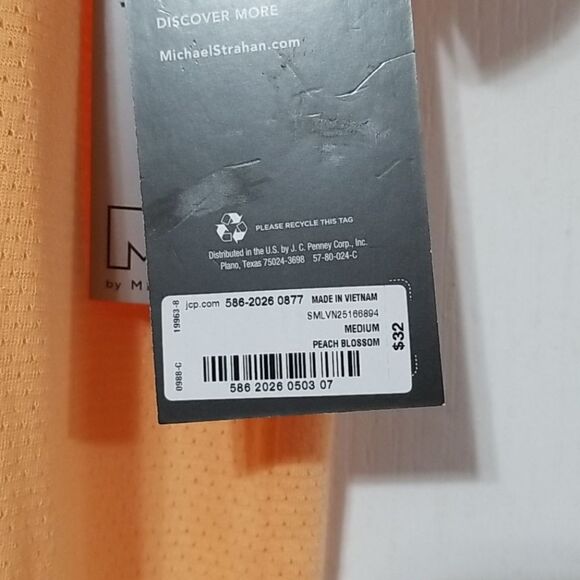 DISCOVER MORE
MichaelStrahan.com
PLEASE RECYCLE THIS TAG
Distributed in the U.S. by J. C. Penney Corp., Inc.
Plano, Texas 75024-3698 57-80-024-C
by Mi
19963-8
0988-C
jcp.com 586-2026 0877 MADE IN VIETNAM
SMLVN25166894
MEDIUM
PEACH BLOSSOM
$32
586 2026 0503 07